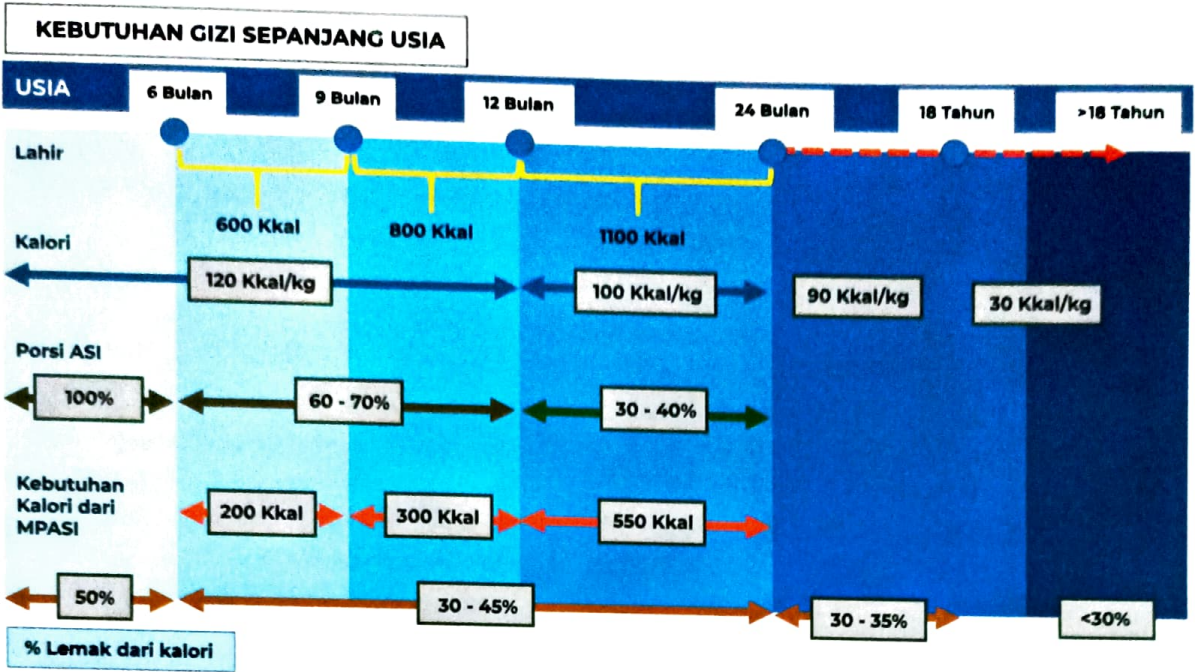 KEBUTUHAN GIZI SEPANJANG USIA
USIA
6 Bulan
9 Bulan
12 Bulan
24 Bulan
18 Tahun
>18 Tahun
Lahir
600 Kkal
800 Kkal
1100 Kkal
Kalori
120 Kkal/kg
100 Kkal/kg
90 Kkal/kg
30 Kkal/kg
Porsi ASI
100%
60 - 70%
30 - 40%
Kebutuhan
Kalori dari
MPASI
200 Kkal
300 Kkal
550 Kkal
50%
30 - 45%
30 - 35%
<30%
% Lemak dari kalori